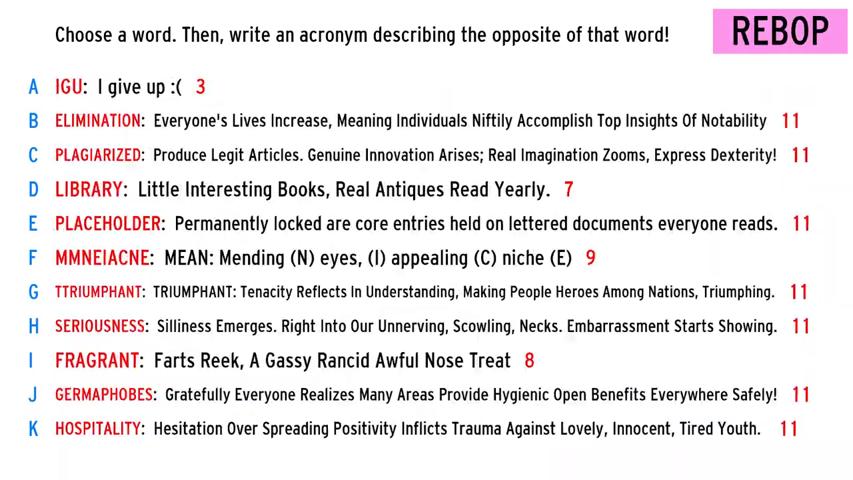 Choose a word. Then, write an acronym describing the opposite of that word!
REBOP
A IGU: I give up :( 3
B ELIMINATION: Everyone's Lives Increase, Meaning Individuals Niftily Accomplish Top Insights Of Notability 11
C PLAGIARIZED: Produce Legit Articles. Genuine Innovation Arises; Real Imagination Zooms, Express Dexterity! 11
D LIBRARY: Little Interesting Books, Real Antiques Read Yearly. 7
E PLACEHOLDER: Permanently locked are core entries held on lettered documents everyone reads. 11
F MMNEIACNE: MEAN: Mending (N) eyes, (I) appealing (C) niche (E) 9
G TTRIUMPHANT: TRIUMPHANT: Tenacity Reflects In Understanding, Making People Heroes Among Nations, Triumphing. 11
H SERIOUSNESS: Silliness Emerges. Right Into Our Unnerving, Scowling, Necks. Embarrassment Starts Showing. 11
I FRAGRANT: Farts Reek, A Gassy Rancid Awful Nose Treat 8
J GERMAPHOBES: Gratefully Everyone Realizes Many Areas Provide Hygienic Open Benefits Everywhere Safely! 11
K HOSPITALITY: Hesitation Over Spreading Positivity Inflicts Trauma Against Lovely, Innocent, Tired Youth. 11